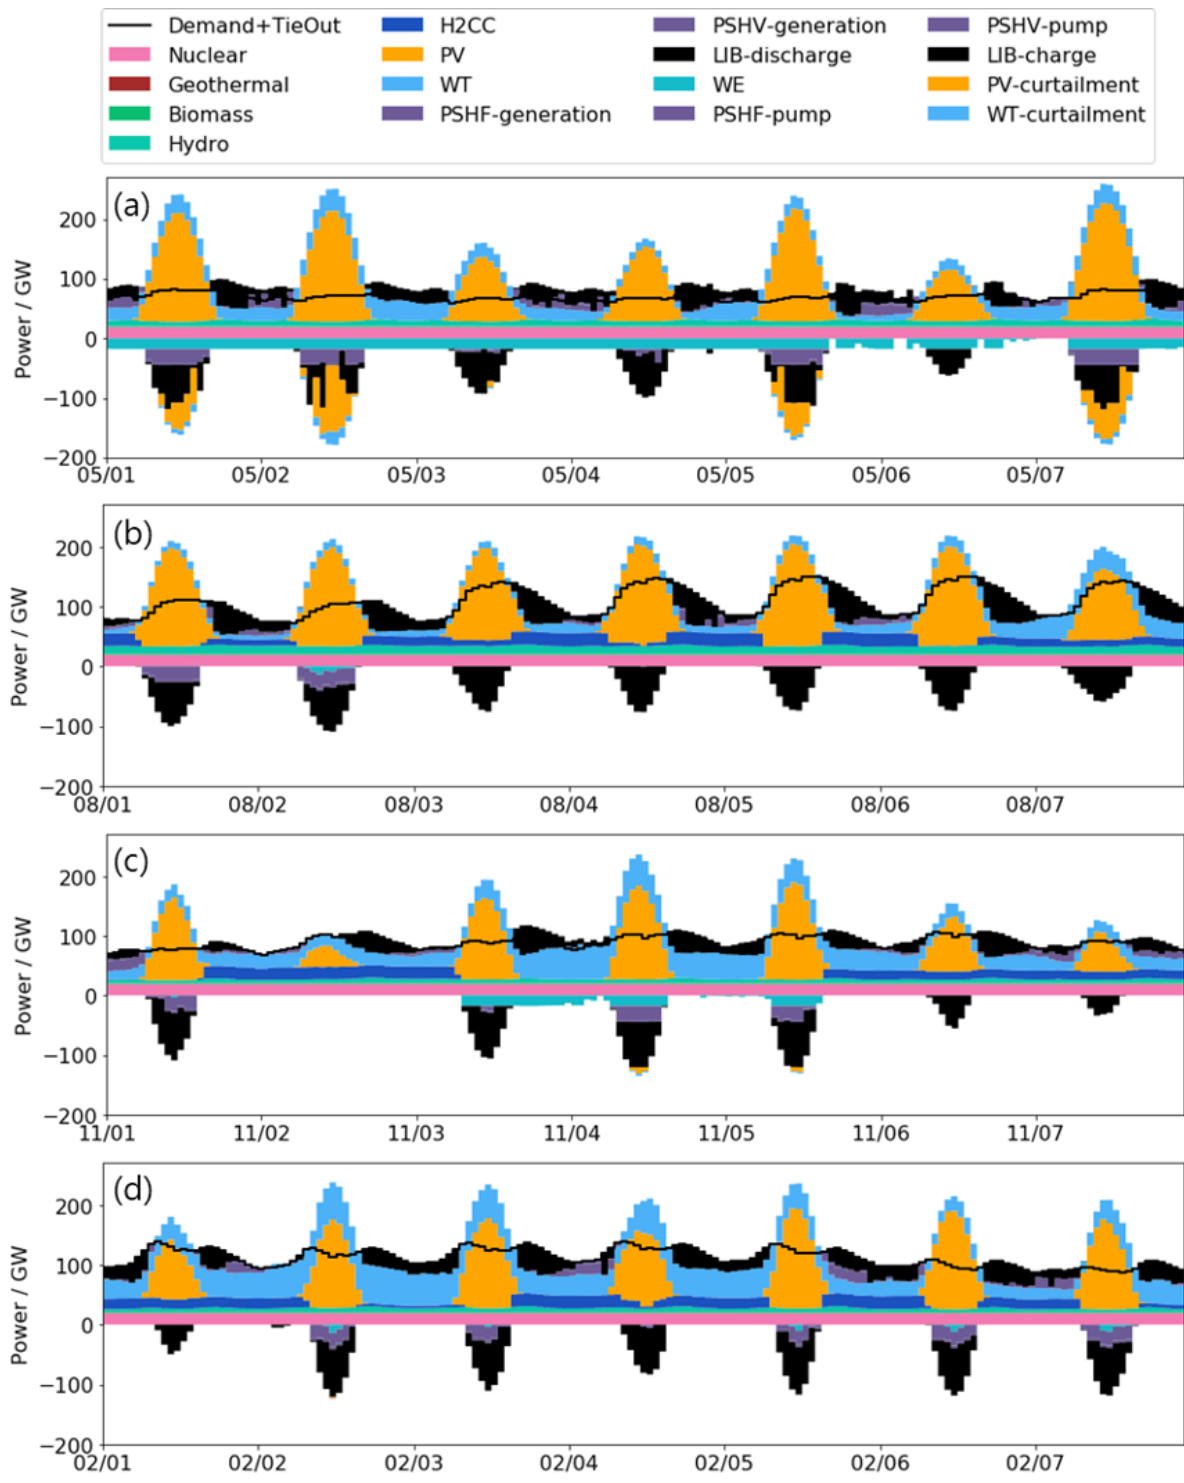 Demand+TieOut H2CC PSHV-generation PSHV-pump
Nuclear PV LIB-discharge LIB-charge
Geothermal WT WE PV-curtailment
Biomass PSHF-generation PSHF-pump WT-curtailment
Hydro
(a)
Power / GW
200
100
0
−100
−200
05/01 05/02 05/03 05/04 05/05 05/06 05/07
(b)
Power / GW
200
100
0
−100
−200
08/01 08/02 08/03 08/04 08/05 08/06 08/07
(c)
Power / GW
200
100
0
−100
−200
11/01 11/02 11/03 11/04 11/05 11/06 11/07
(d)
Power / GW
200
100
0
−100
−200
02/01 02/02 02/03 02/04 02/05 02/06 02/07